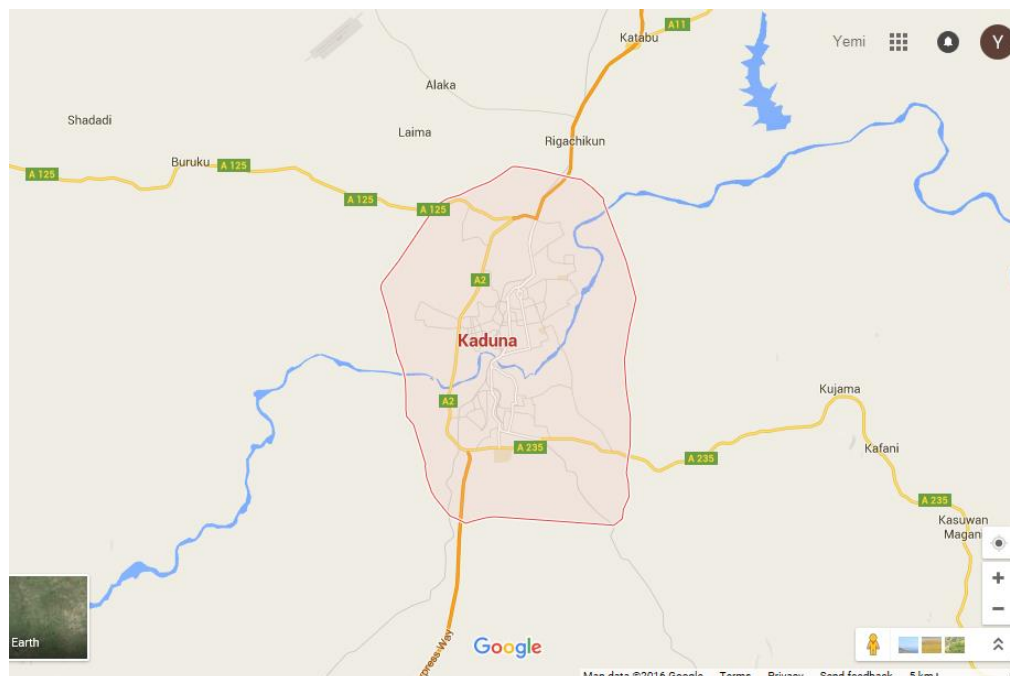 A11
Katabu
Yemi
Y
Alaka
Shadadi
Laima
Rigachikun
Buruku
A 125
A 125
A 125
A 125
A2
Kaduna
Kujama
A2
A 235
Kafani
A 235
A 235
Kasuwan
Magani
Earth
Google
Map data ©2016 Google Terms Privacy Send feedback 5 km